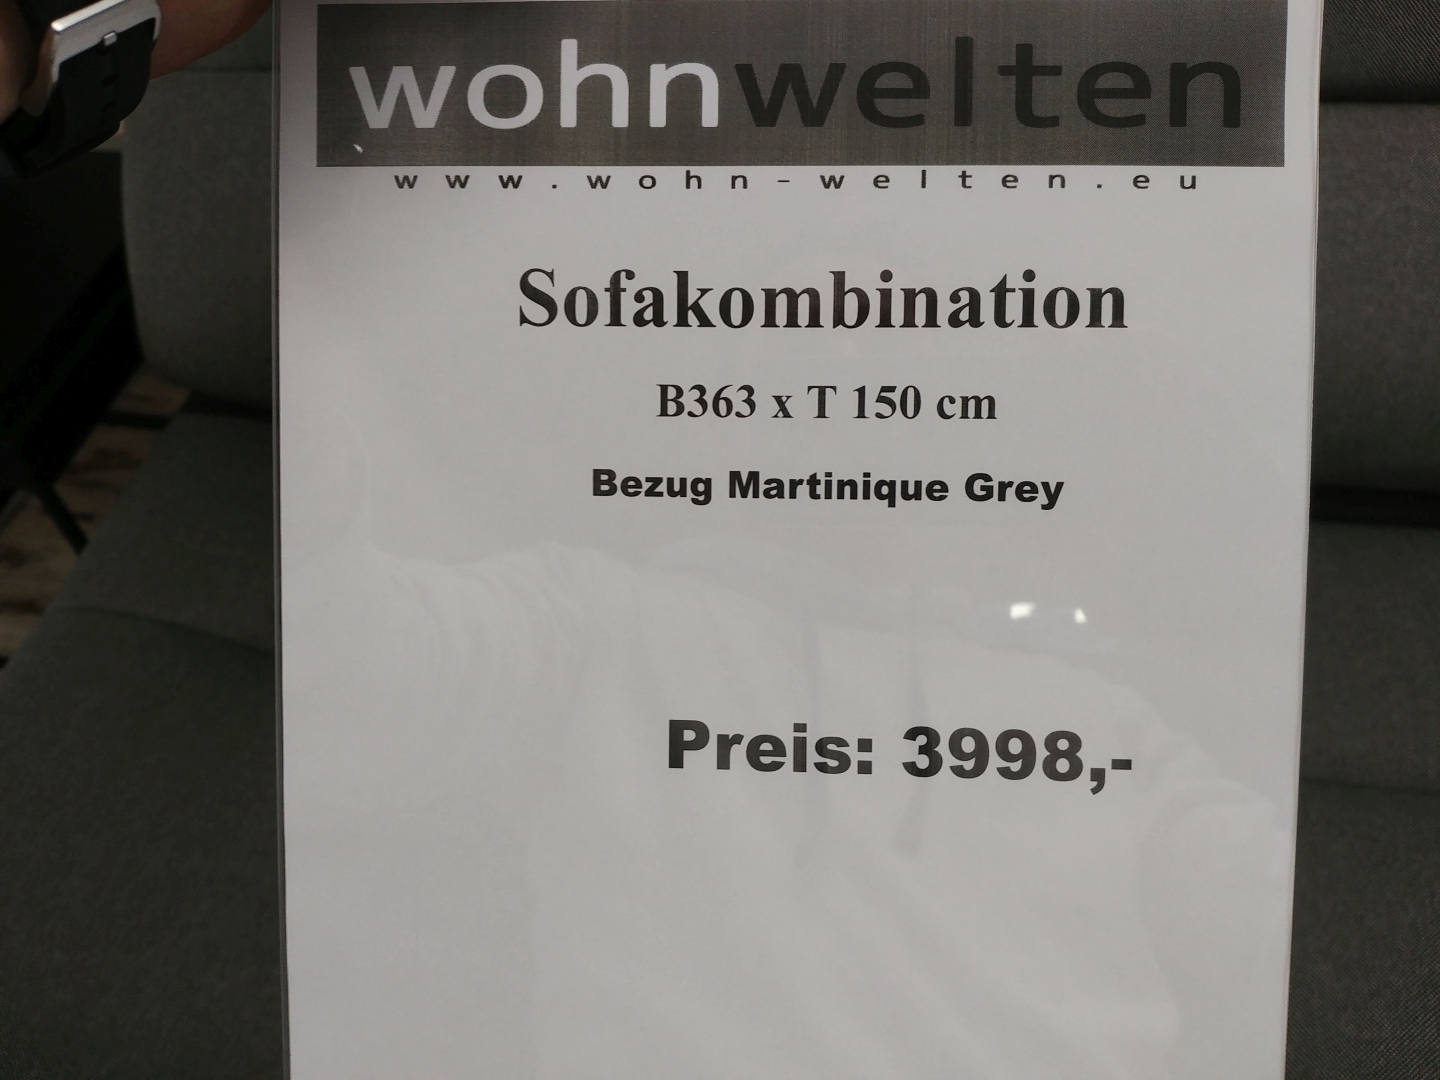 wohnwelten
www.wohn-welten.eu
Sofakombination
B363 x T 150 cm
Bezug Martinique Grey
Preis: 3998,-